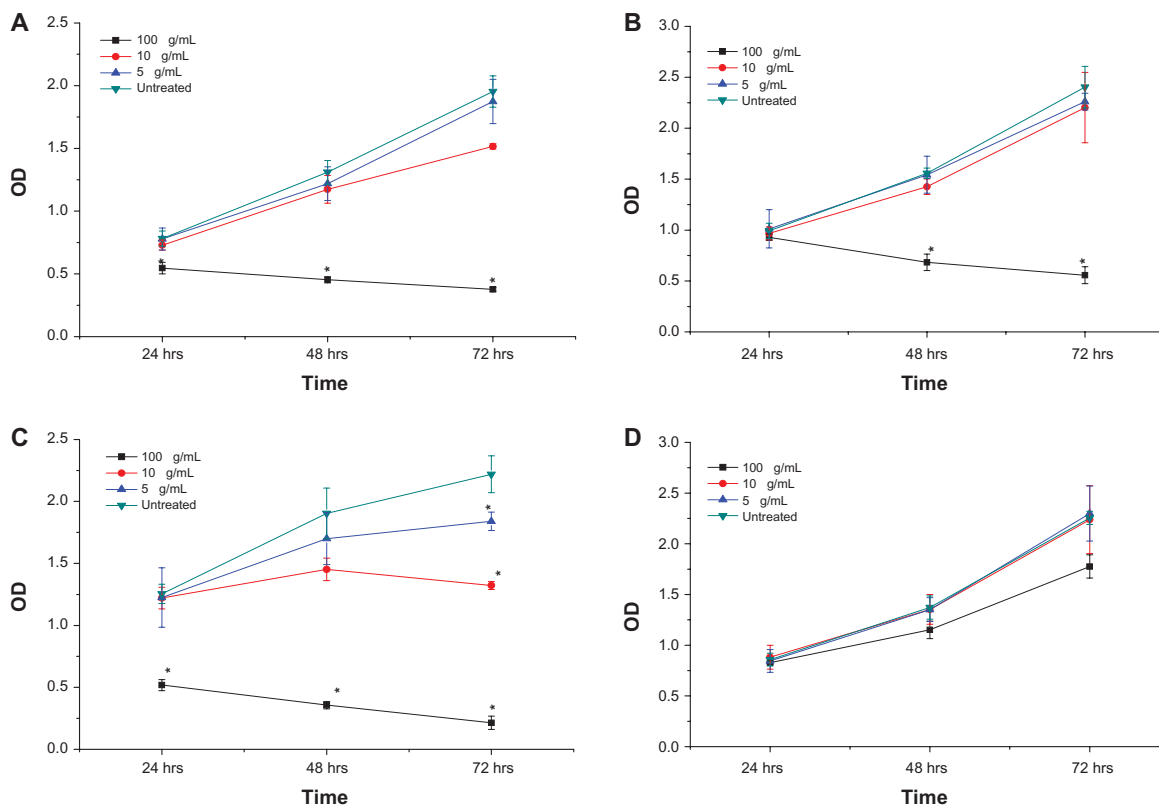 A
2.5
2.0
1.5
1.0
0.5
0.0
OD
100 g/mL
10 g/mL
5 g/mL
Untreated
*
*
*
24 hrs 48 hrs 72 hrs
Time
B
3.0
2.5
2.0
1.5
1.0
0.5
0.0
OD
100 g/mL
10 g/mL
5 g/mL
Untreated
*
*
24 hrs 48 hrs 72 hrs
Time
C
2.5
2.0
1.5
1.0
0.5
0.0
OD
100 g/mL
10 g/mL
5 g/mL
Untreated
*
*
*
*
*
24 hrs 48 hrs 72 hrs
Time
D
3.0
2.5
2.0
1.5
1.0
0.5
0.0
OD
100 g/mL
10 g/mL
5 g/mL
Untreated
24 hrs 48 hrs 72 hrs
Time